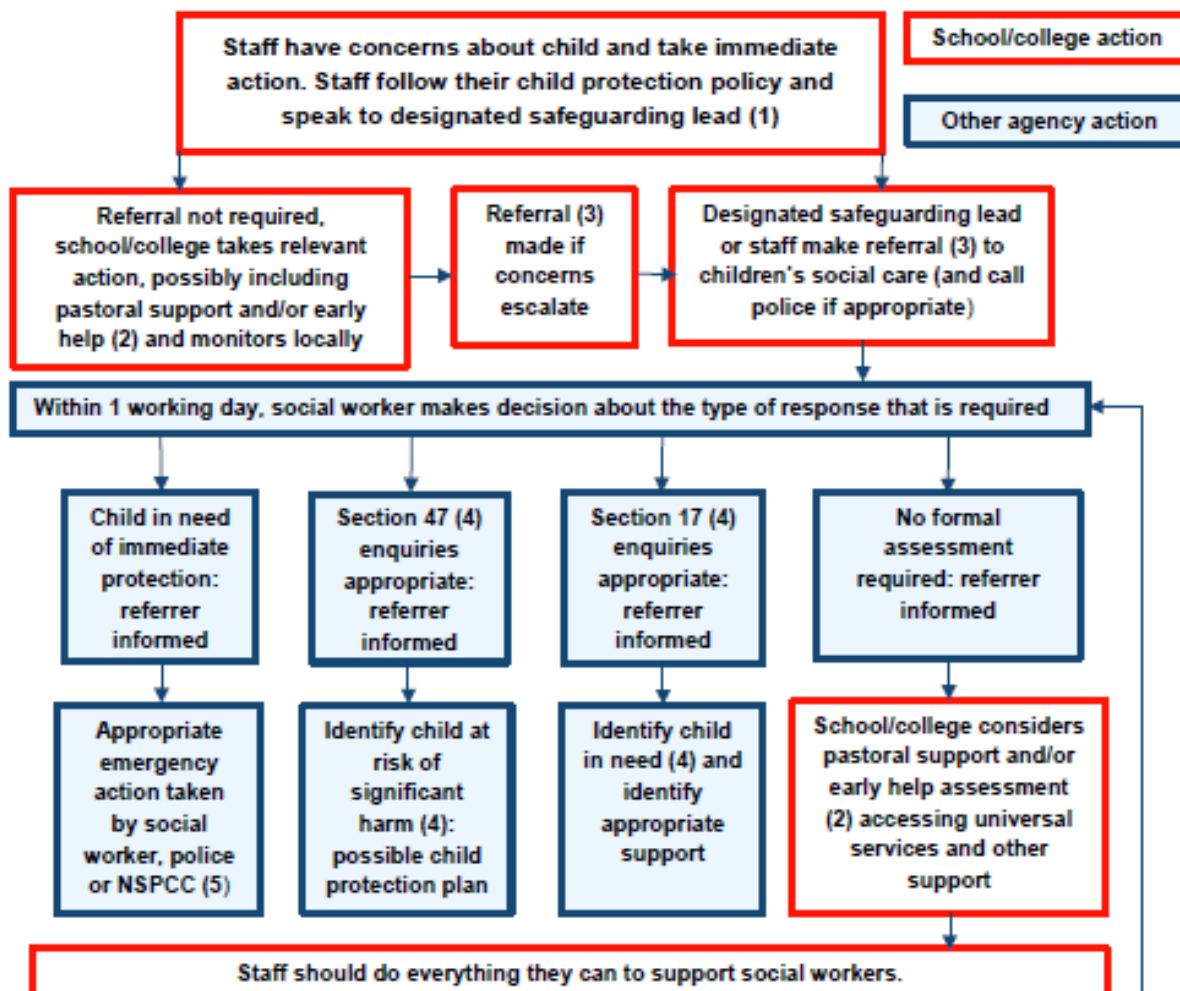 Staff have concerns about child and take immediate
action. Staff follow their child protection policy and
speak to designated safeguarding lead (1)
School/college action
Other agency action
Referral not required,
school/college takes relevant
action, possibly including
pastoral support and/or early
help (2) and monitors locally
Referral (3)
made if
concerns
escalate
Designated safeguarding lead
or staff make referral (3) to
children's social care (and call
police if appropriate)
Within 1 working day, social worker makes decision about the type of response that is required
Child in need
of immediate
protection:
referrer
informed
Section 47 (4)
enquiries
appropriate:
referrer
informed
Section 17 (4)
enquiries
appropriate:
referrer
informed
No formal
assessment
required: referrer
informed
Appropriate
emergency
action taken
by social
worker, police
or NSPCC (5)
Identify child at
risk of
significant
harm (4):
possible child
protection plan
Identify child
in need (4) and
identify
appropriate
support
School/college considers
pastoral support and/or
early help assessment
(2) accessing universal
services and other
support
Staff should do everything they can to support social workers.